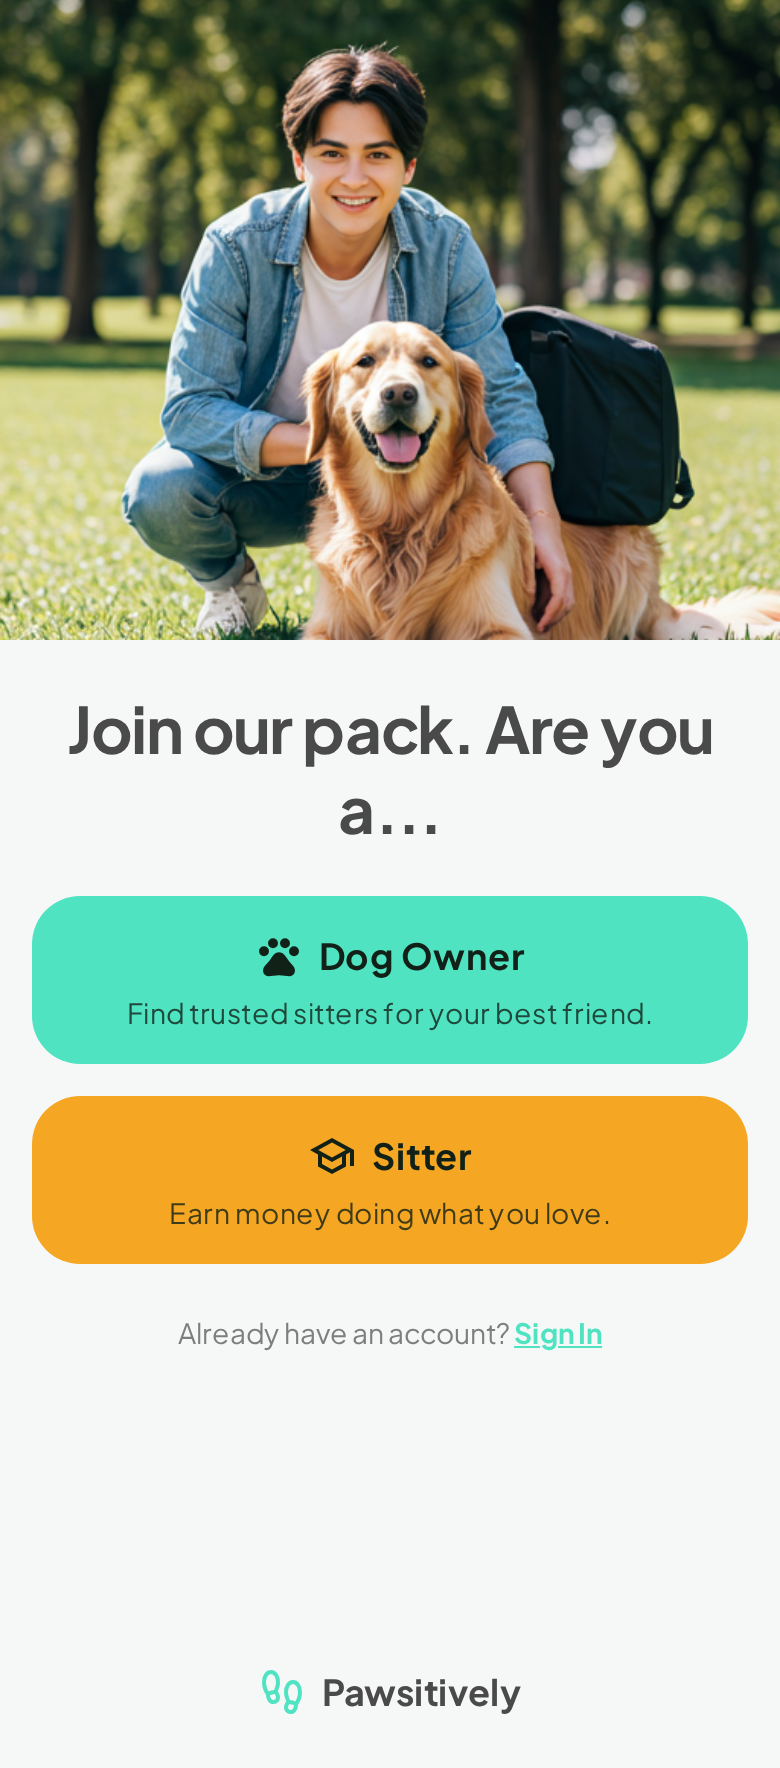 Join our pack. Are you
a...
Dog Owner
Find trusted sitters for your best friend.
Sitter
Earn money doing what you love.
Already have an account? Sign In
Pawsitively